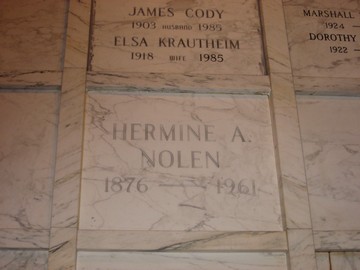 JAMES CODY
1903 HUSBAND 1985
ELSA KRAUTHEIM
1918 WIFE 1985
MARSHALL
1924 —
DOROTHY
1922
HERMINE A.
NOLEN
1876 — 1961